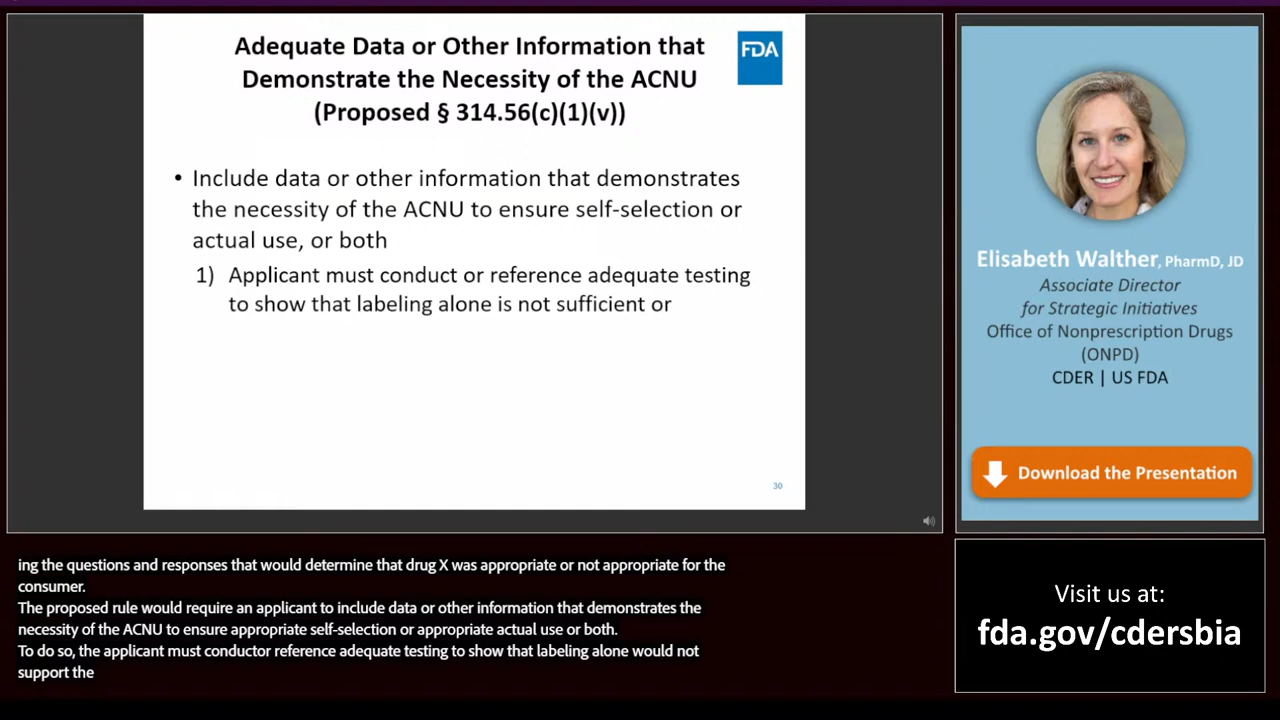 Adequate Data or Other Information that
Demonstrate the Necessity of the ACNU
(Proposed § 314.56(c)(1)(v))
FDA
• Include data or other information that demonstrates
the necessity of the ACNU to ensure self-selection or
actual use, or both
1) Applicant must conduct or reference adequate testing
to show that labeling alone is not sufficient or
30
Elisabeth Walther, PharmD, JD
Associate Director
for Strategic Initiatives
Office of Nonprescription Drugs
(ONPD)
CDER | US FDA
Download the Presentation
ing the questions and responses that would determine that drug X was appropriate or not appropriate for the
consumer.
The proposed rule would require an applicant to include data or other information that demonstrates the
necessity of the ACNU to ensure appropriate self-selection or appropriate actual use or both.
To do so, the applicant must conductor reference adequate testing to show that labeling alone would not
support the
Visit us at:
fda.gov/cdersbia